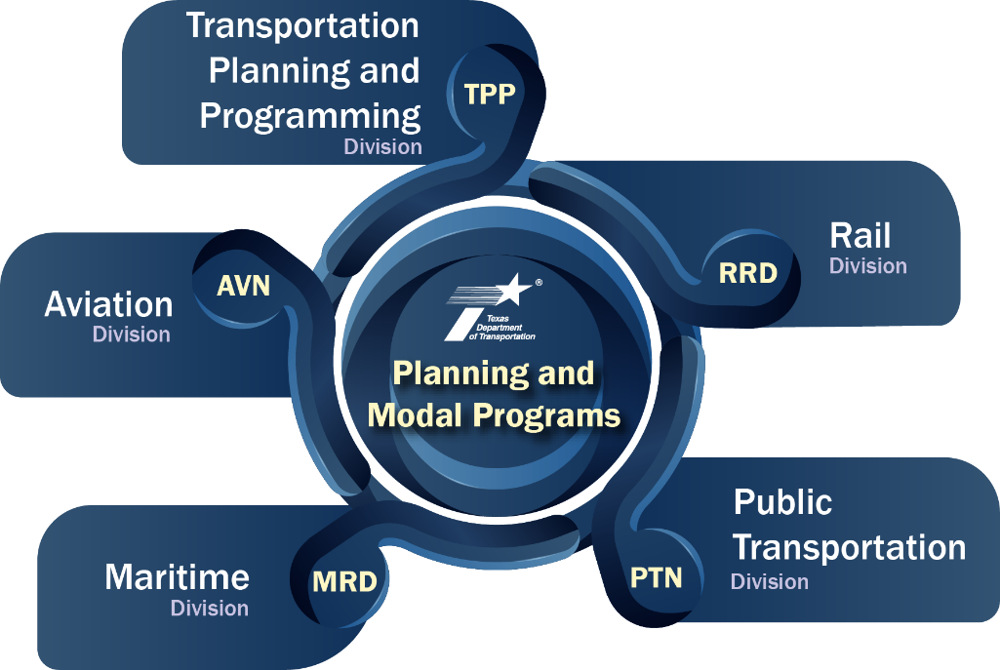 Transportation
Planning and
Programming
Division
TPP
Rail
Division
RRD
Aviation
Division
AVN
®
Texas
Department
of Transportation
Planning and
Modal Programs
Public
Transportation
Division
PTN
Maritime
Division
MRD